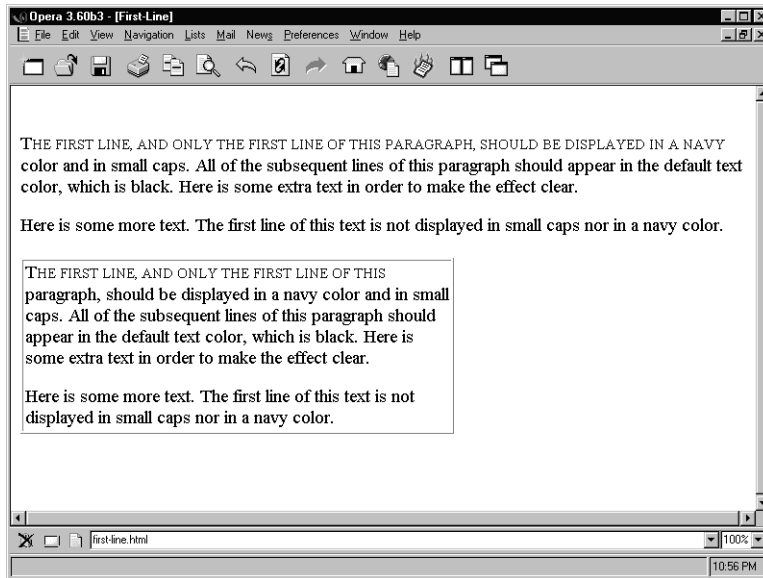 Opera 3.60b3 - [First-Line]
File Edit View Navigation Lists Mail News Preferences Window Help
THE FIRST LINE, AND ONLY THE FIRST LINE OF THIS PARAGRAPH, SHOULD BE DISPLAYED IN A NAVY
color and in small caps. All of the subsequent lines of this paragraph should appear in the default text
color, which is black. Here is some extra text in order to make the effect clear.
Here is some more text. The first line of this text is not displayed in small caps nor in a navy color.
THE FIRST LINE, AND ONLY THE FIRST LINE OF THIS
paragraph, should be displayed in a navy color and in small
caps. All of the subsequent lines of this paragraph should
appear in the default text color, which is black. Here is
some extra text in order to make the effect clear.
Here is some more text. The first line of this text is not
displayed in small caps nor in a navy color.
first-line.html 100%
10:56 PM